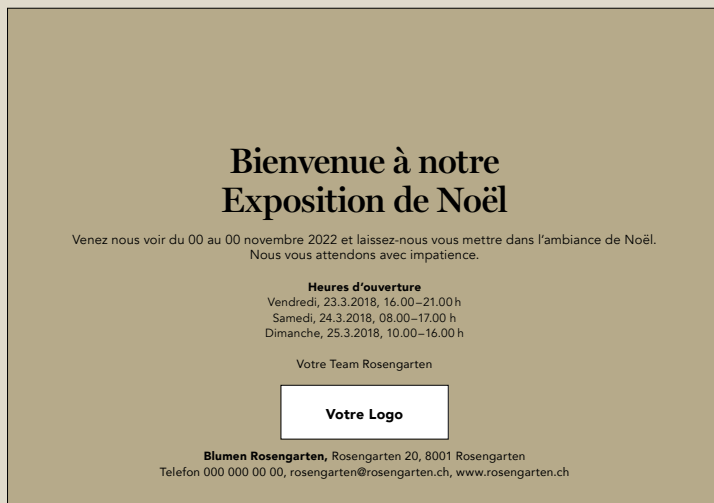 Bienvenue à notre
Exposition de Noël
Venez nous voir du 00 au 00 novembre 2022 et laissez-nous vous mettre dans l‘ambiance de Noël.
Nous vous attendons avec impatience.
Heures d‘ouverture
Vendredi, 23.3.2018, 16.00–21.00 h
Samedi, 24.3.2018, 08.00–17.00 h
Dimanche, 25.3.2018, 10.00–16.00 h
Votre Team Rosengarten
Votre Logo
Blumen Rosengarten, Rosengarten 20, 8001 Rosengarten
Telefon 000 000 00 00, rosengarten@rosengarten.ch, www.rosengarten.ch